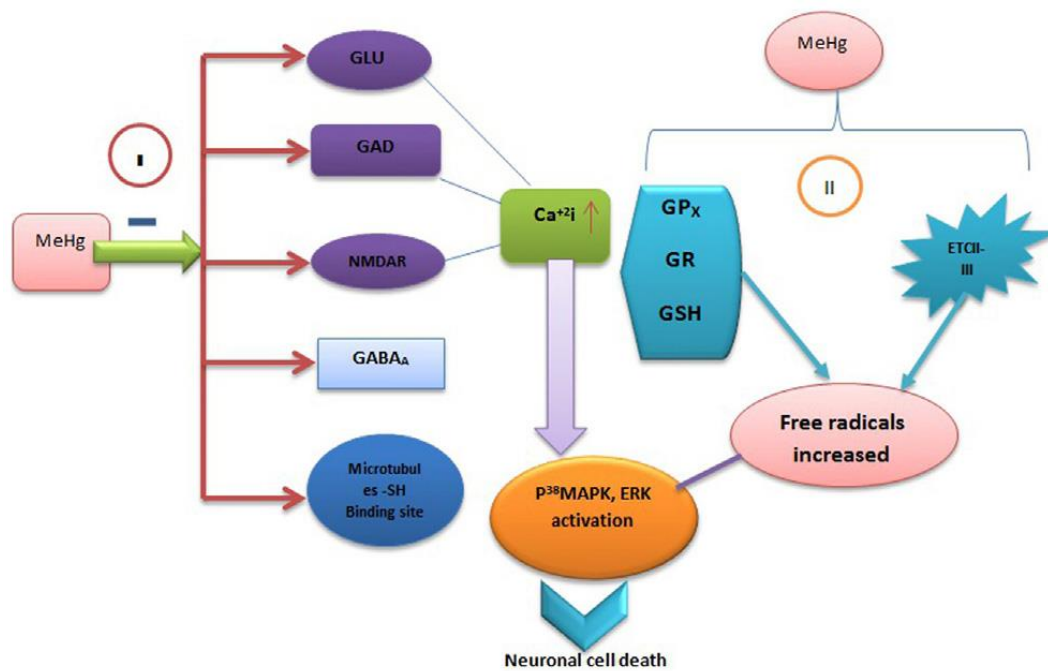 GLU
MeHg
GAD
I
MeHg
Ca⁺²i
NMDAR
GABAA
Microtubul
es -SH
Binding site
II
GPX
GR
GSH
ETCII-
III
Free radicals
increased
P³⁸MAPK, ERK
activation
Neuronal cell death